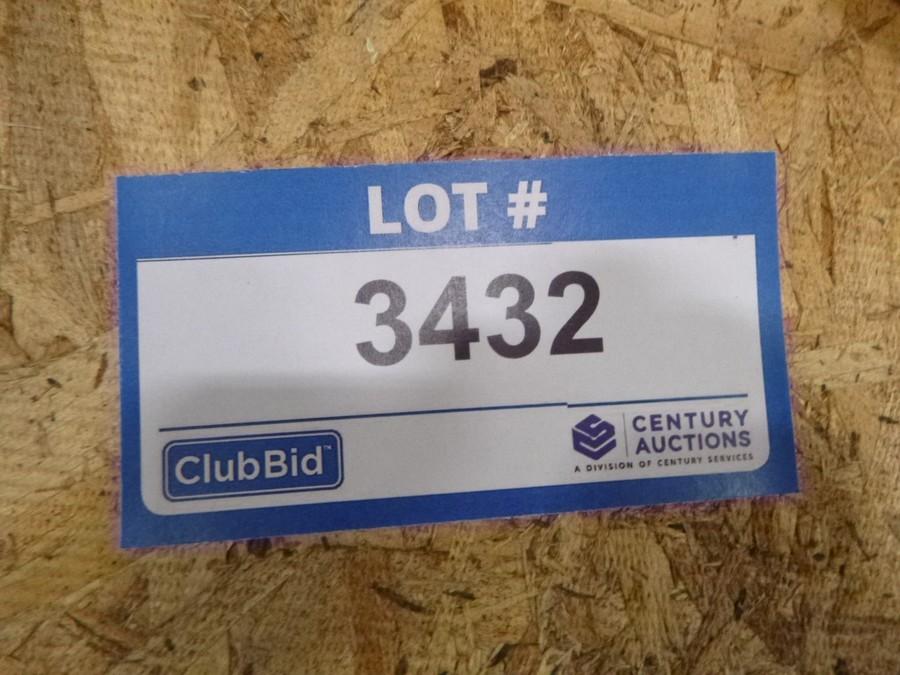 LOT #
3432
ClubBid™
CENTURY
AUCTIONS
A DIVISION OF CENTURY SERVICES